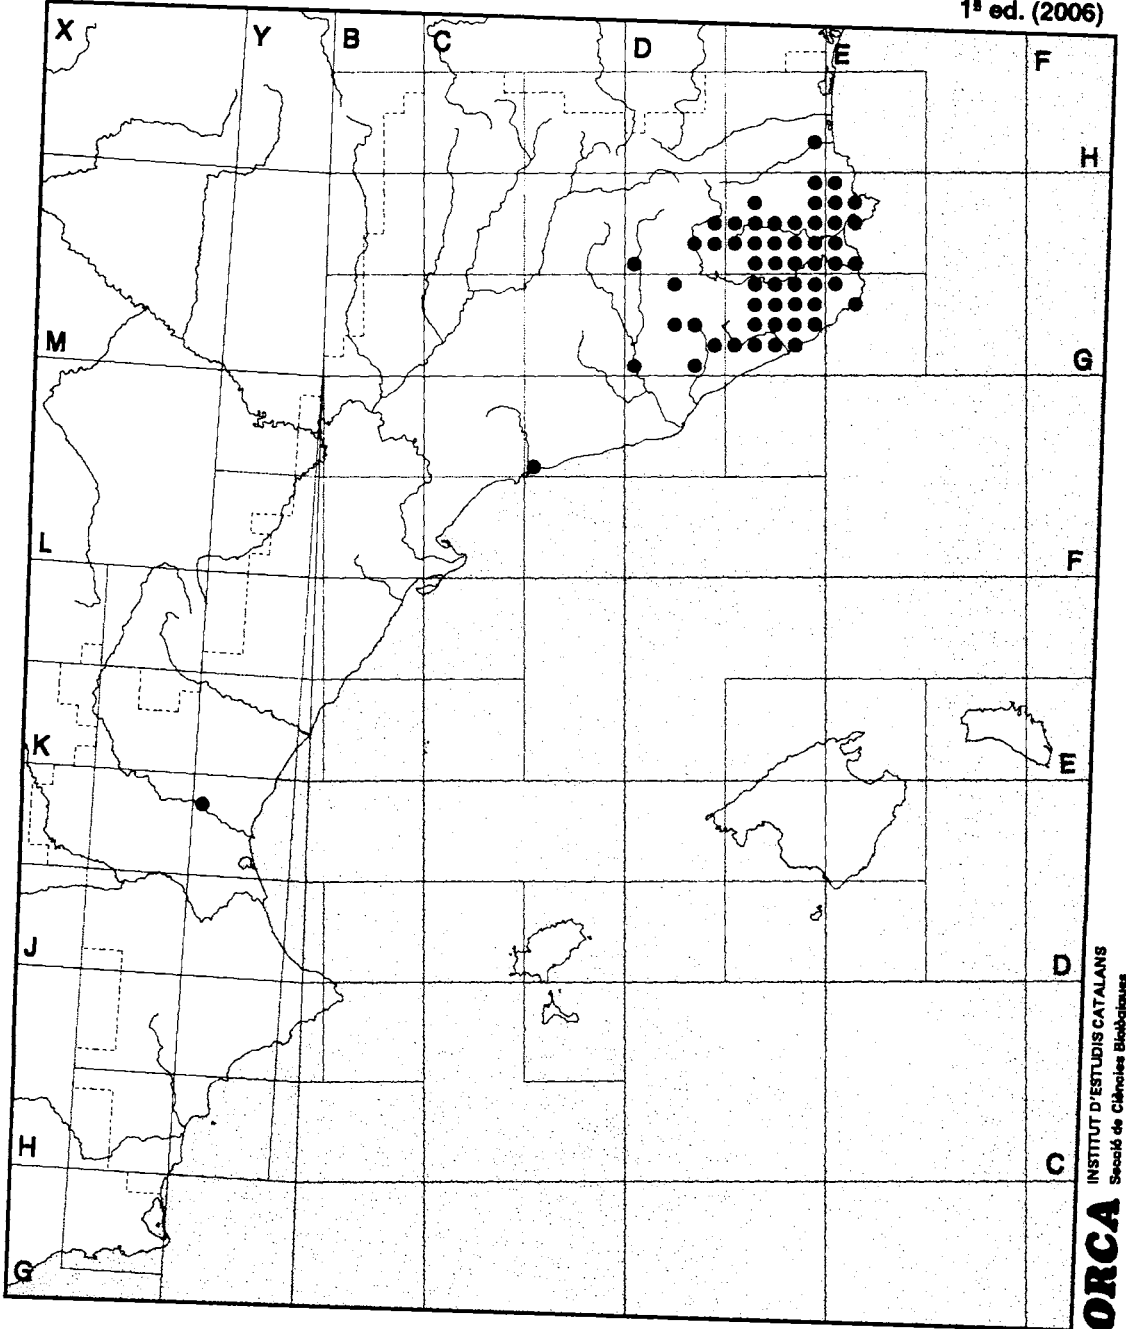 1ª ed. (2006)
X Y B C D E F
H
M G
L F
K E
J D
H C
G
ORCA
INSTITUT D'ESTUDIS CATALANS
Secció de Ciències Biològiques